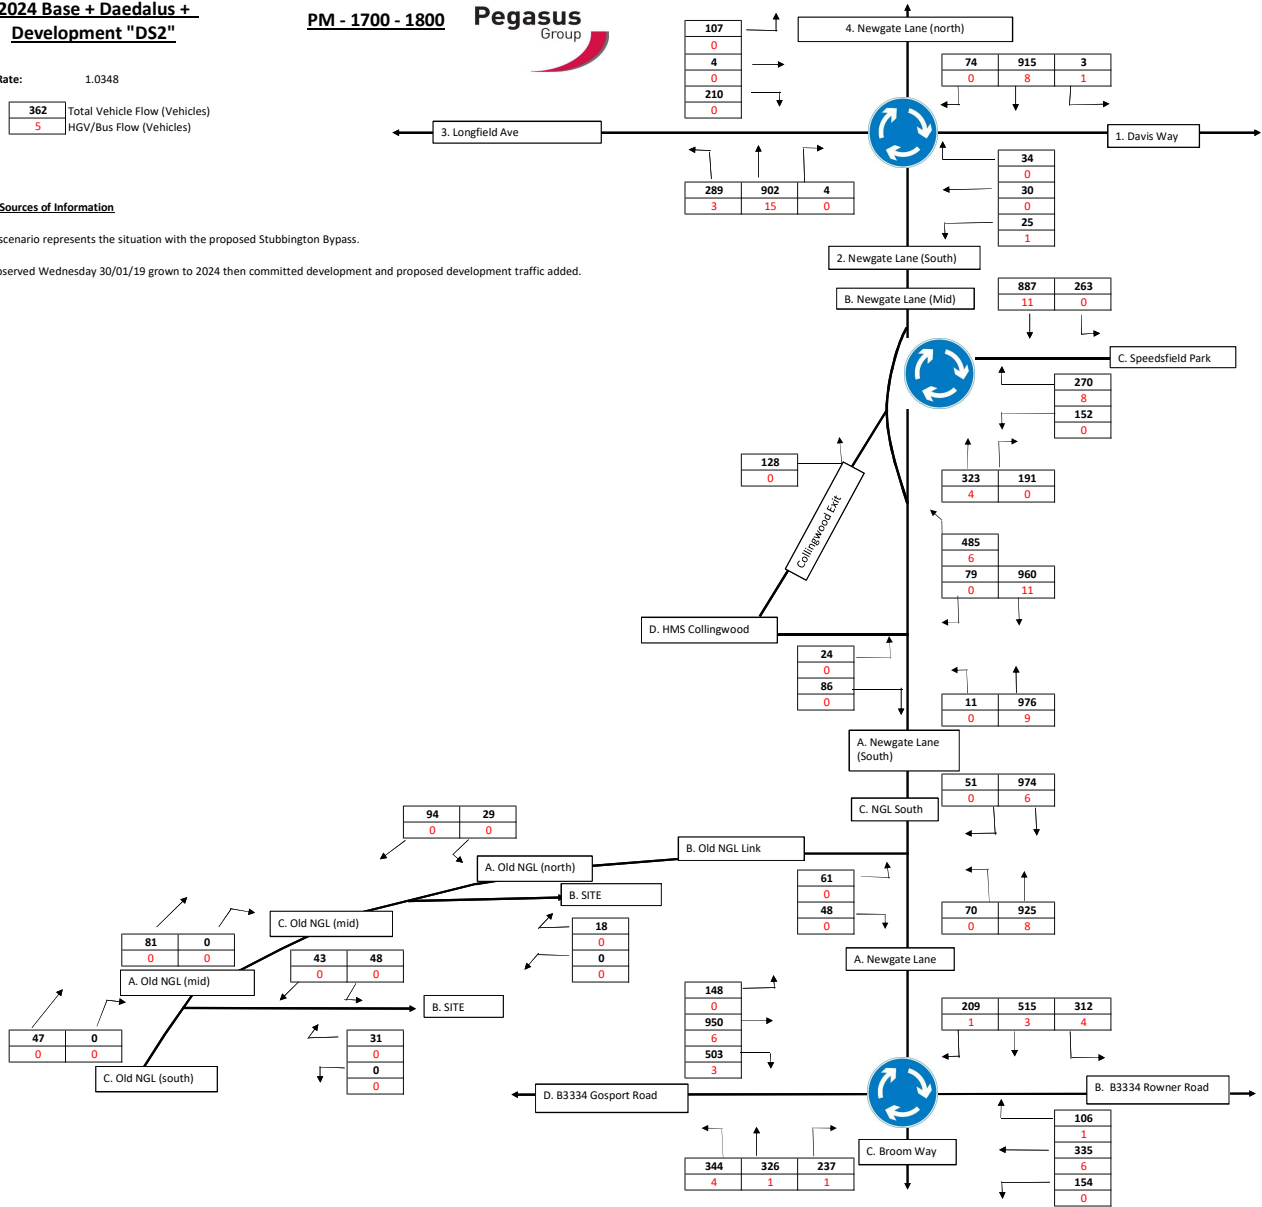 2024 Base + Daedalus +
Development "DS2"
PM - 1700 - 1800
Pegasus
Group
Rate: 1.0348
362 Total Vehicle Flow (Vehicles)
5 HGV/Bus Flow (Vehicles)
Sources of Information
scenario represents the situation with the proposed Stubbington Bypass.
Wednesday 30/01/19 grown to 2024 then committed development and proposed development traffic added.
107
0
4
0
210
0
4. Newgate Lane (north)
74 915 3
0 8 1
3. Longfield Ave
1. Davis Way
289 902 4
3 15 0
34
0
30
0
25
1
2. Newgate Lane (South)
B. Newgate Lane (Mid)
887 263
11 0
C. Speedsfield Park
270
8
152
0
128
0
323 191
4 0
Collingwood Exit
485
6
79 960
0 11
D. HMS Collingwood
24
0
86
0
11 976
0 9
A. Newgate Lane
(South)
51 974
0 6
C. NGL South
94 29
0 0
B. Old NGL Link
A. Old NGL (north)
B. SITE
61
0
48
0
70 925
0 8
C. Old NGL (mid)
18
0
0
0
81 0
0 0
43 48
0 0
A. Old NGL (mid)
B. SITE
A. Newgate Lane
148
0
950
6
503
3
209 515 312
1 3 4
47 0
0 0
31
0
0
0
C. Old NGL (south)
D. B3334 Gosport Road
B. B3334 Rowner Road
106
1
335
6
154
0
C. Broom Way
344 326 237
4 1 1